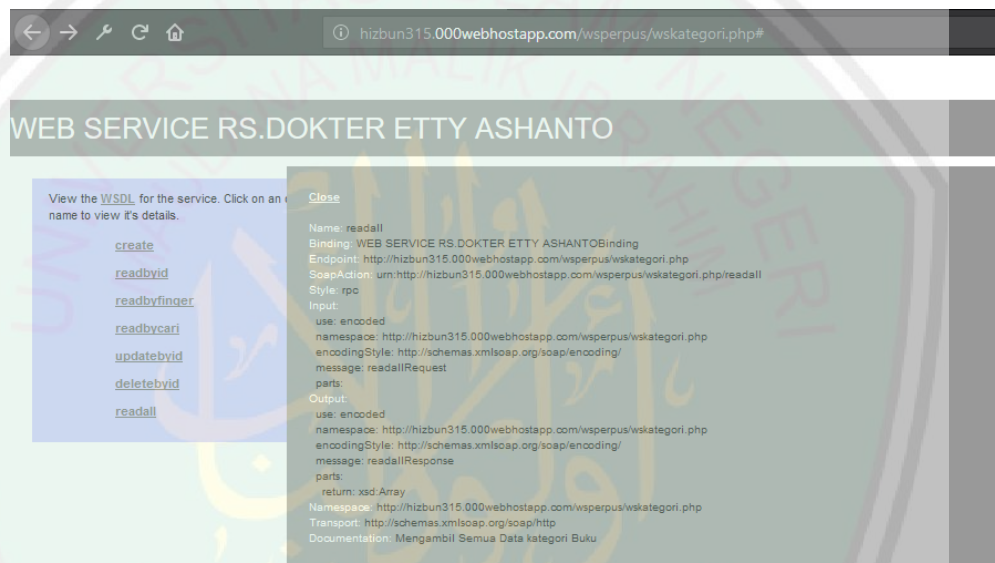 hizbun315.000webhostapp.com/wsperpus/wskategori.php#
WEB SERVICE RS.DOKTER ETTY ASHANTO
View the WSDL for the service. Click on an
name to view it's details.
create
readbyid
readbyfinger
readbycari
updatebyid
deletebyid
readall
Close
Name: readall
Binding: WEB SERVICE RS.DOKTER ETTY ASHANTOBinding
Endpoint: http://hizbun315.000webhostapp.com/wsperpus/wskategori.php
SoapAction: urn:http://hizbun315.000webhostapp.com/wsperpus/wskategori.php/readall
Style: rpc
Input:
use: encoded
namespace: http://hizbun315.000webhostapp.com/wsperpus/wskategori.php
encodingStyle: http://schemas.xmlsoap.org/soap/encoding/
message: readallRequest
parts:
Output:
use: encoded
namespace: http://hizbun315.000webhostapp.com/wsperpus/wskategori.php
encodingStyle: http://schemas.xmlsoap.org/soap/encoding/
message: readallResponse
parts:
return: xsd:Array
Namespace: http://hizbun315.000webhostapp.com/wsperpus/wskategori.php
Transport: http://schemas.xmlsoap.org/soap/http
Documentation: Mengambil Semua Data kategori Buku
MALIK IBRAHIM
NEGERI